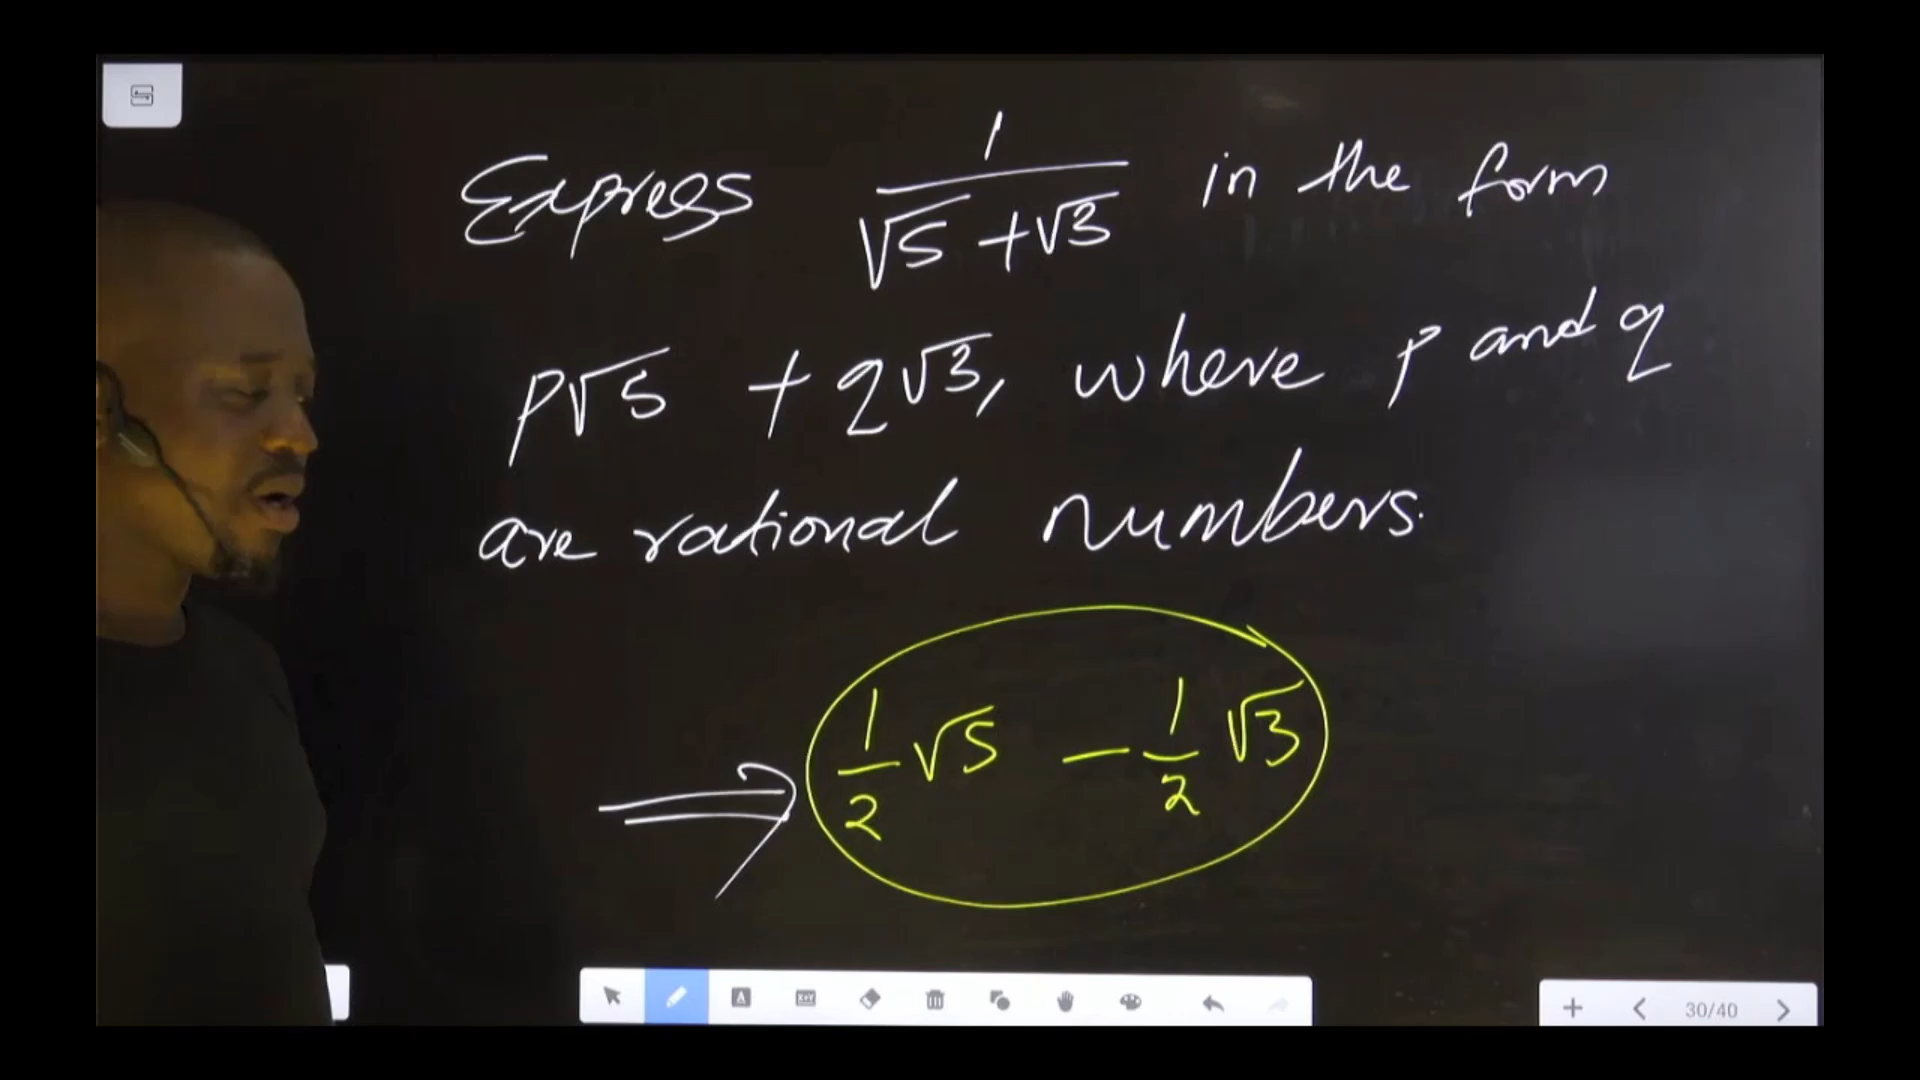 Express 1/(√5 + √3) in the form
p√5 + q√3, where p and q
are rational numbers.
⇒ 1/2 √5 - 1/2 √3
30/40